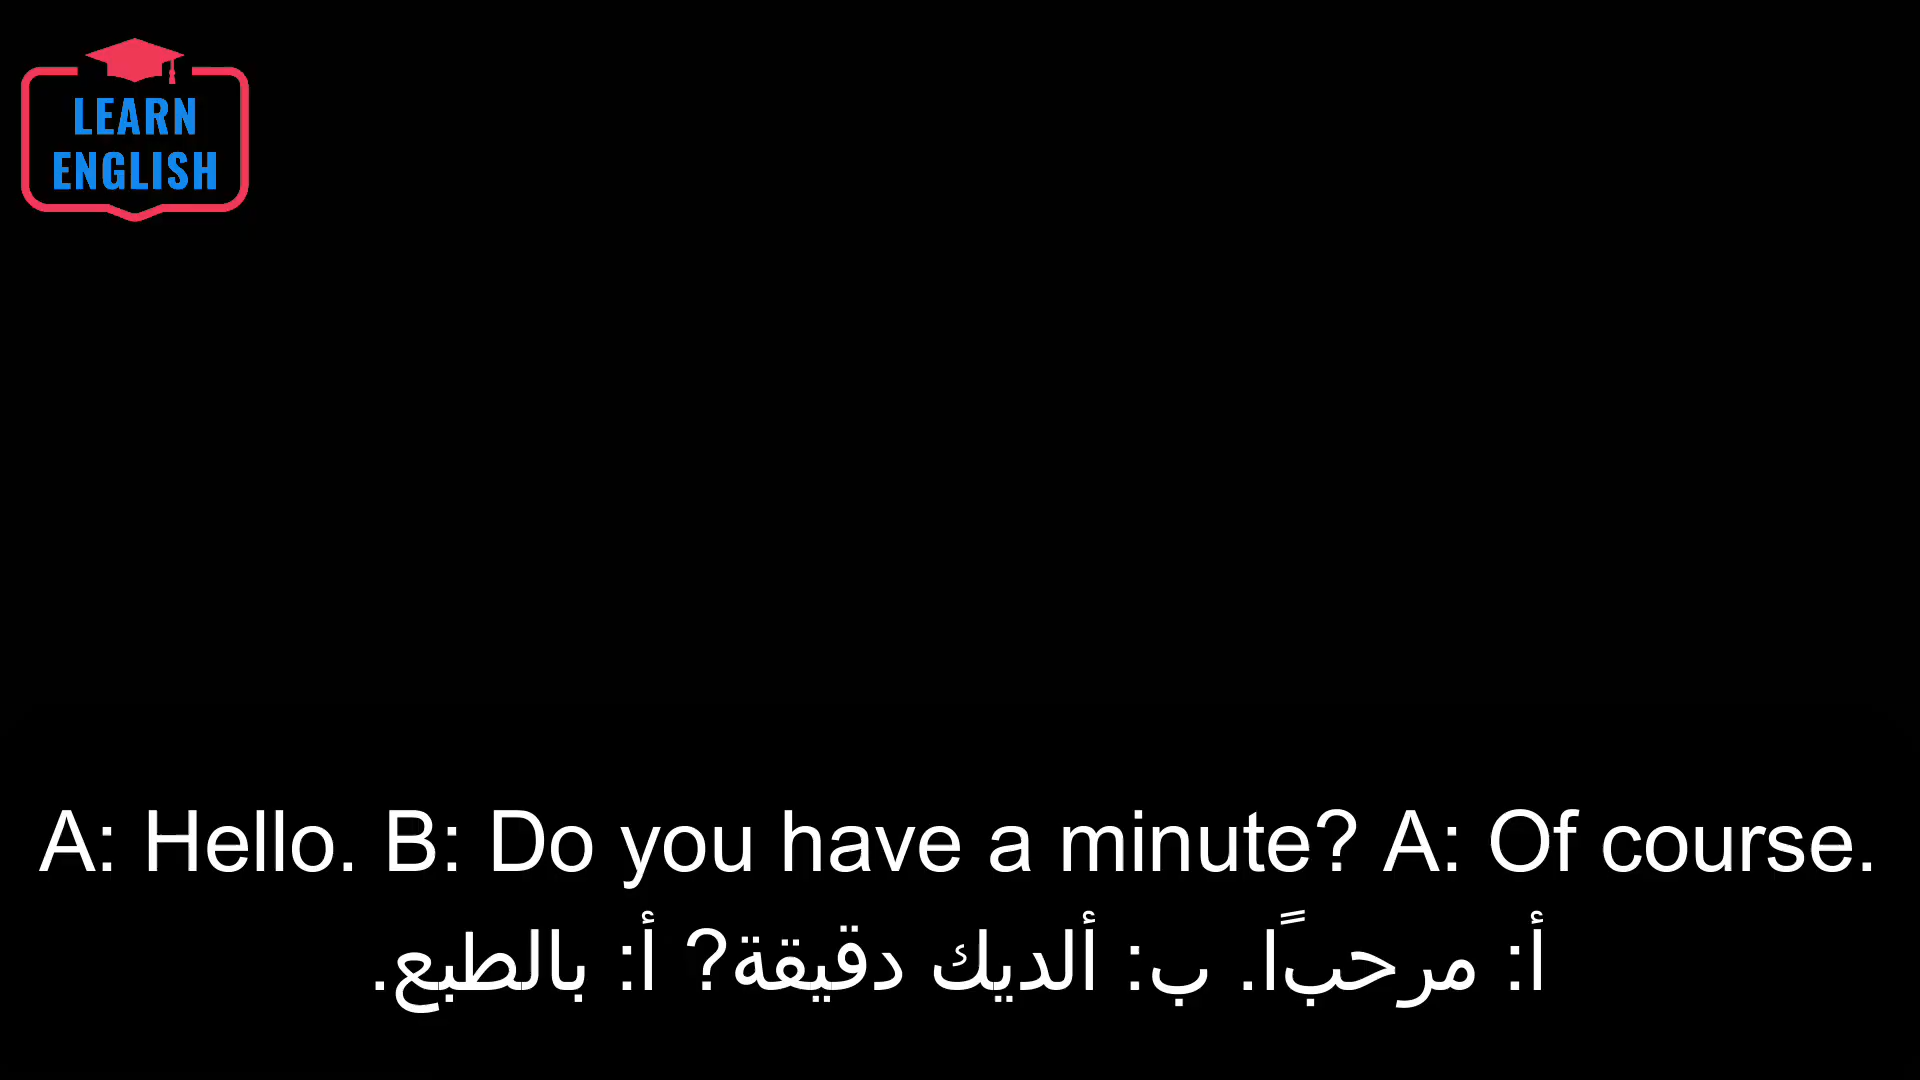 LEARN
ENGLISH
A: Hello. B: Do you have a minute? A: Of course.
أ: مرحبًا. ب: ألديك دقيقة? أ: بالطبع.